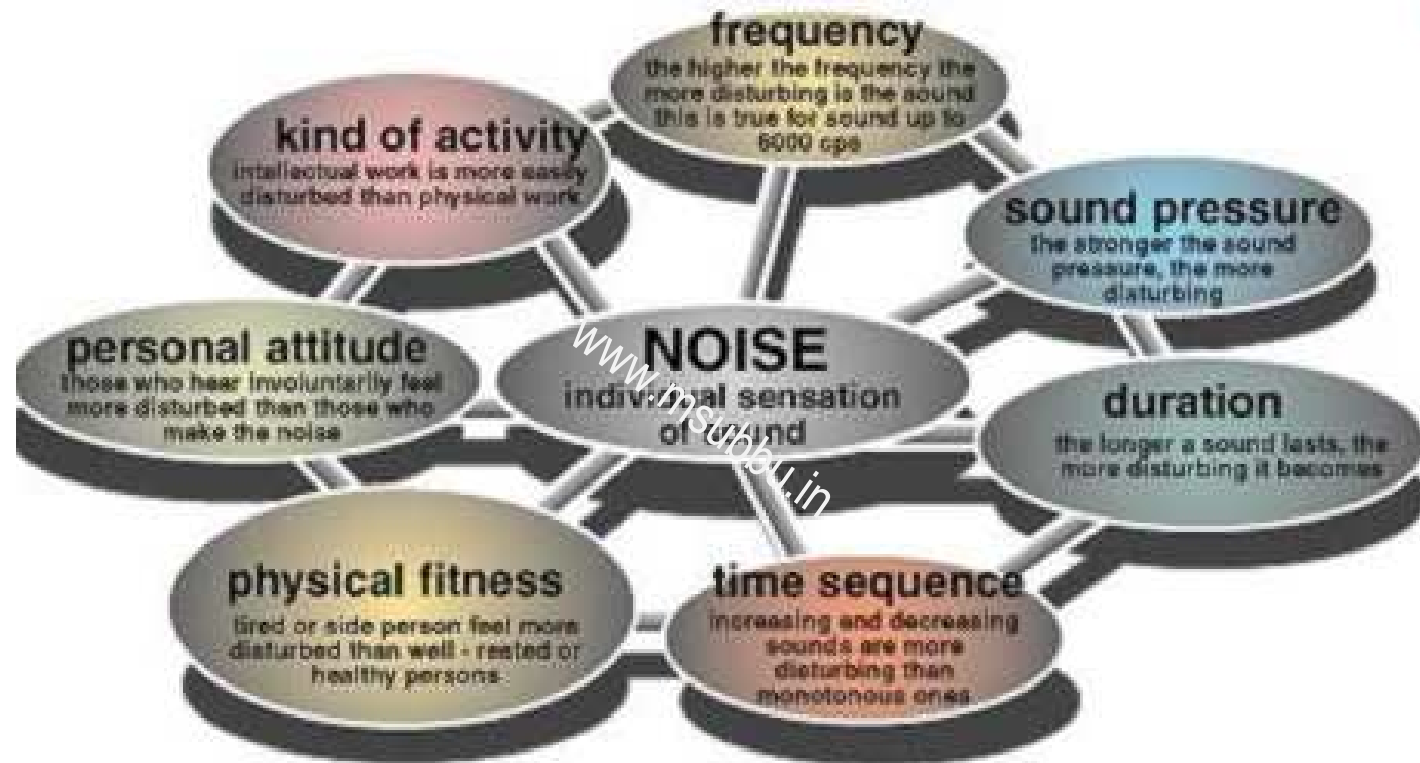 frequency
the higher the frequency the
more disturbing is the sound
this is true for sound up to
6000 cps
kind of activity
intellectual work is more easily
disturbed than physical work
sound pressure
the stronger the sound
pressure, the more
disturbing
personal attitude
those who hear involuntarily feel
more disturbed than those who
make the noise
NOISE
individual sensation
of sound
www.msubbu.in
duration
the longer a sound lasts, the
more disturbing it becomes
physical fitness
tired or side person feel more
disturbed than well - rested or
healthy persons
time sequence
increasing and decreasing
sounds are more
disturbing than
monotonous ones